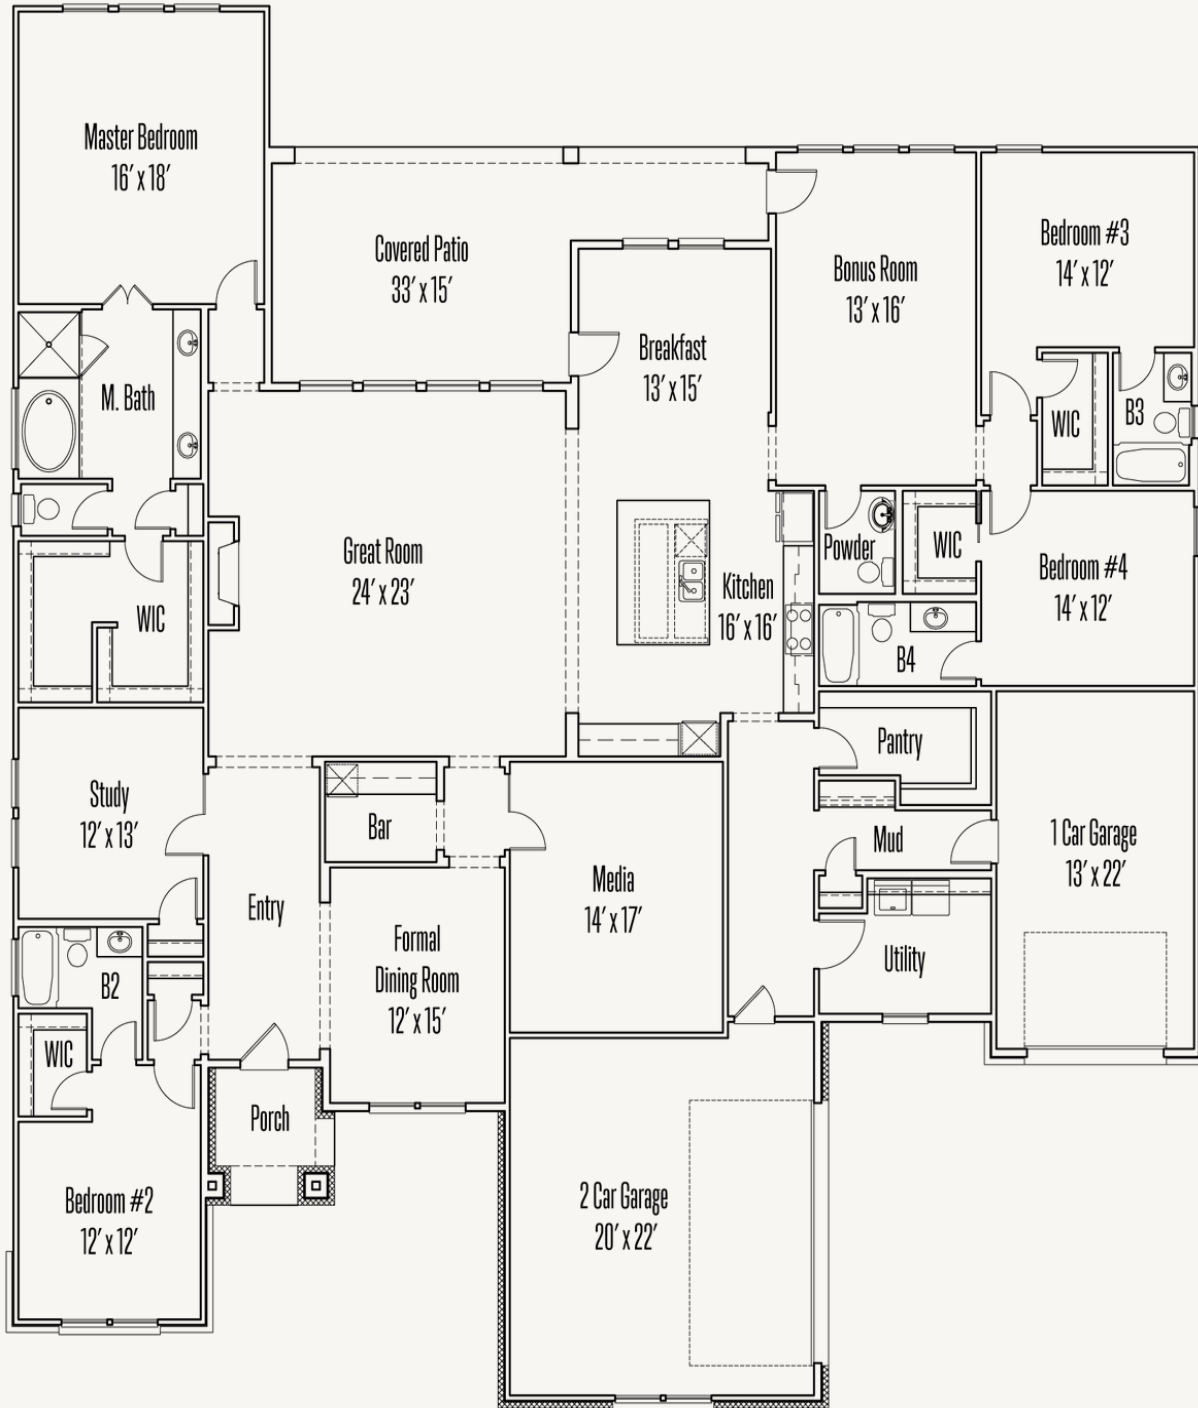 Master Bedroom
16′ x 18′
Covered Patio
33′ x 15′
Bonus Room
13′ x 16′
Bedroom #3
14′ x 12′
Breakfast
13′ x 15′
M. Bath
WIC
B3
Great Room
24′ x 23′
Kitchen
16′ x 16′
Powder
WIC
Bedroom #4
14′ x 12′
WIC
B4
Pantry
Study
12′ x 13′
Bar
Mud
1 Car Garage
13′ x 22′
Media
14′ x 17′
Entry
Formal
Dining Room
12′ x 15′
Utility
B2
WIC
Porch
Bedroom #2
12′ x 12′
2 Car Garage
20′ x 22′